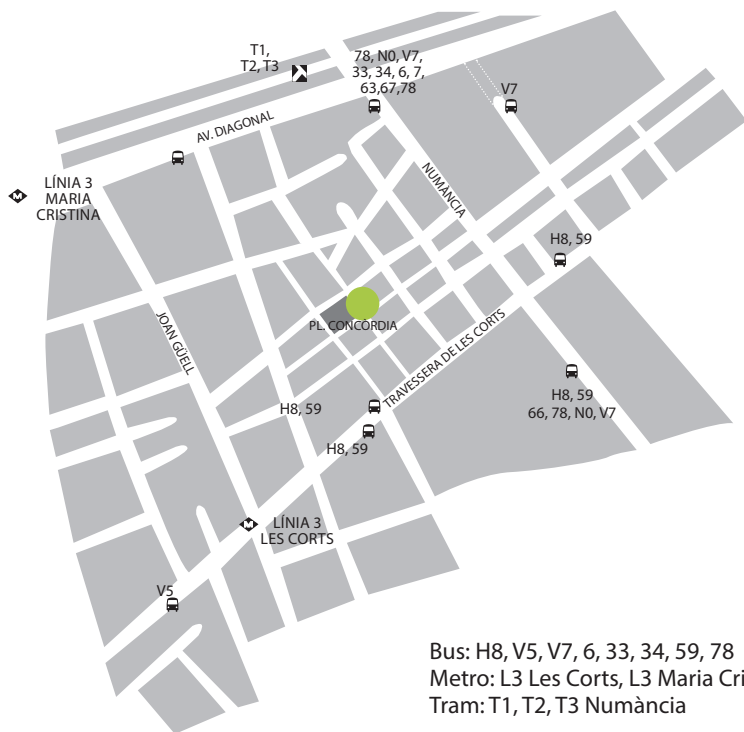 T1,
T2, T3
78, N0, V7,
33, 34, 6, 7,
63,67,78
V7
AV. DIAGONAL
LÍNIA 3
MARIA
CRISTINA
NUMÀNCIA
H8, 59
JOAN GÜELL
PL. CONCÒRDIA
TRAVESSERA DE LES CORTS
H8, 59
H8, 59
66, 78, N0, V7
H8, 59
LÍNIA 3
LES CORTS
V5
Bus: H8, V5, V7, 6, 33, 34, 59, 78
Metro: L3 Les Corts, L3 Maria Cri
Tram: T1, T2, T3 Numància